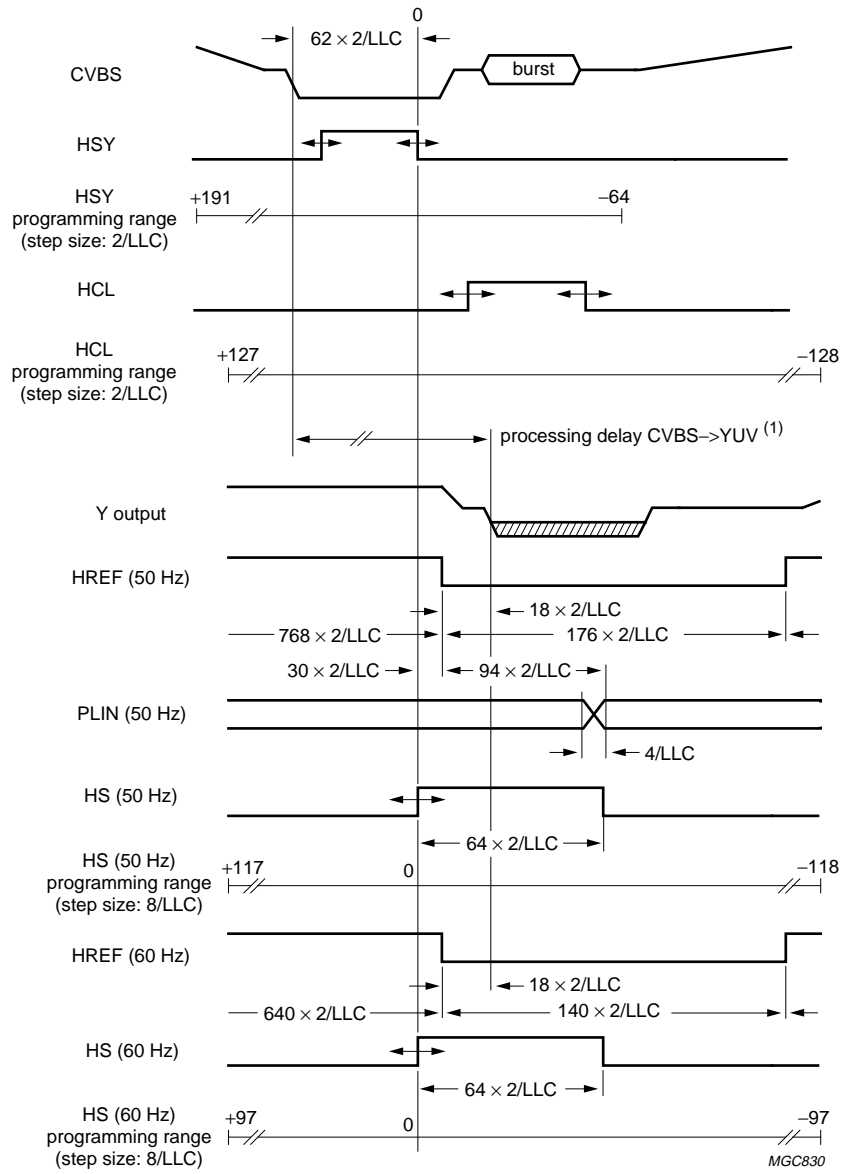 0
62 × 2/LLC
CVBS
burst
HSY
HSY
programming range
(step size: 2/LLC)
+191
−64
HCL
HCL
programming range
(step size: 2/LLC)
+127
−128
processing delay CVBS−>YUV (1)
Y output
HREF (50 Hz)
18 × 2/LLC
768 × 2/LLC
176 × 2/LLC
30 × 2/LLC
94 × 2/LLC
PLIN (50 Hz)
4/LLC
HS (50 Hz)
64 × 2/LLC
HS (50 Hz)
programming range
(step size: 8/LLC)
+117
0
−118
HREF (60 Hz)
18 × 2/LLC
640 × 2/LLC
140 × 2/LLC
HS (60 Hz)
64 × 2/LLC
HS (60 Hz)
programming range
(step size: 8/LLC)
+97
0
−97
MGC830